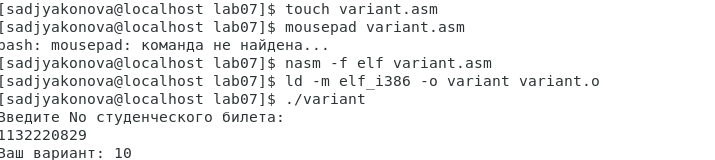 [sadjyakonova@localhost lab07]$ touch variant.asm
[sadjyakonova@localhost lab07]$ mousepad variant.asm
bash: mousepad: команда не найдена...
[sadjyakonova@localhost lab07]$ nasm -f elf variant.asm
[sadjyakonova@localhost lab07]$ ld -m elf_i386 -o variant variant.o
[sadjyakonova@localhost lab07]$ ./variant
Введите No студенческого билета:
1132220829
Ваш вариант: 10